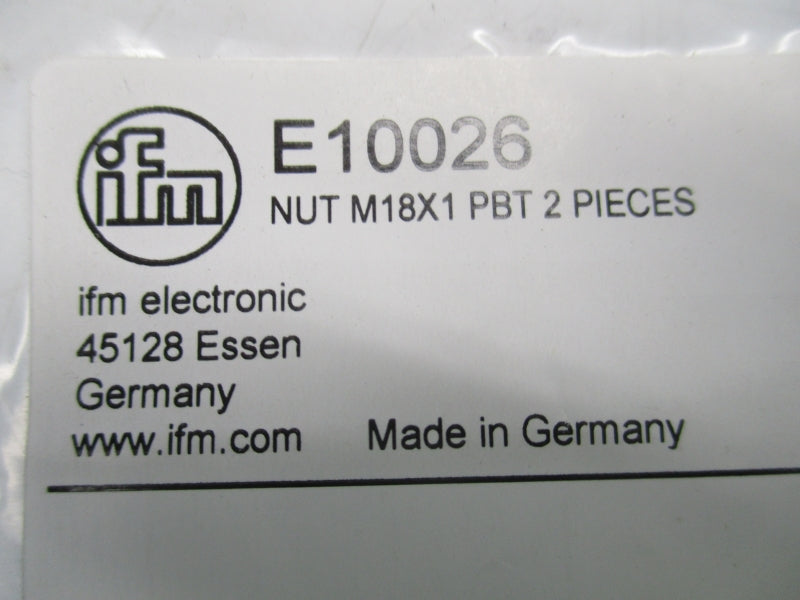 ifm
E10026
NUT M18X1 PBT 2 PIECES
ifm electronic
45128 Essen
Germany
www.ifm.com
Made in Germany